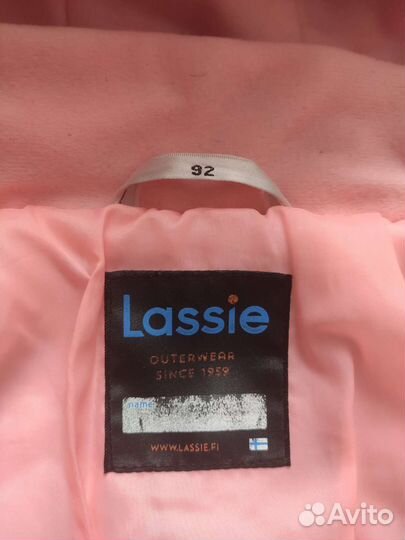 92
Lassie
OUTERWEAR
SINCE 1959
name
WWW.LASSIE.FI
Avito